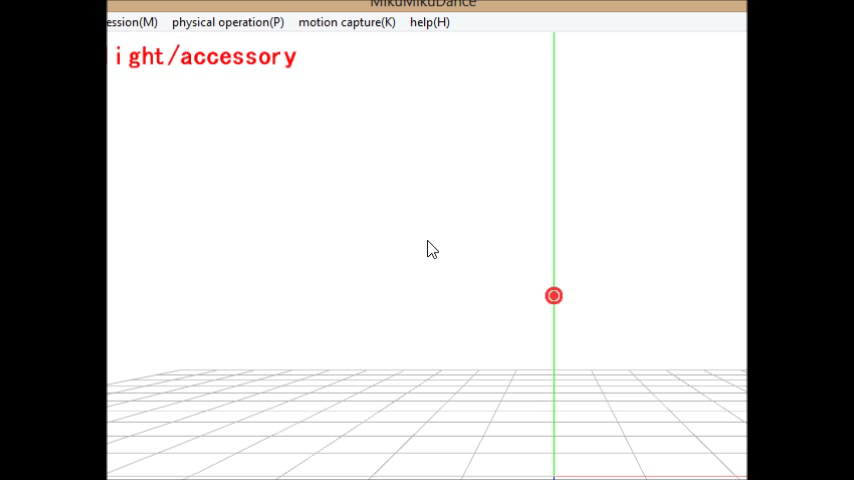 MikuMikuDance
ession(M) physical operation(P) motion capture(K) help(H)
ight/accessory